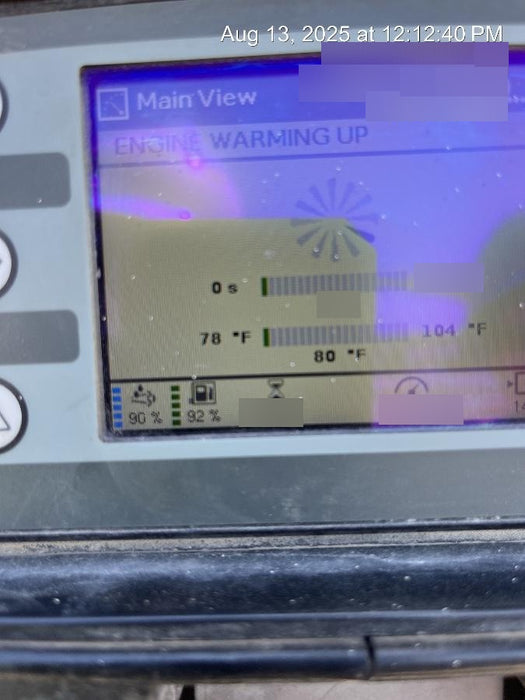 Aug 13, 2025 at 12:12:40 PM
Main View
ENGINE WARMING UP
0 s
78 °F 104 °F
80 °F
90 % 92 %